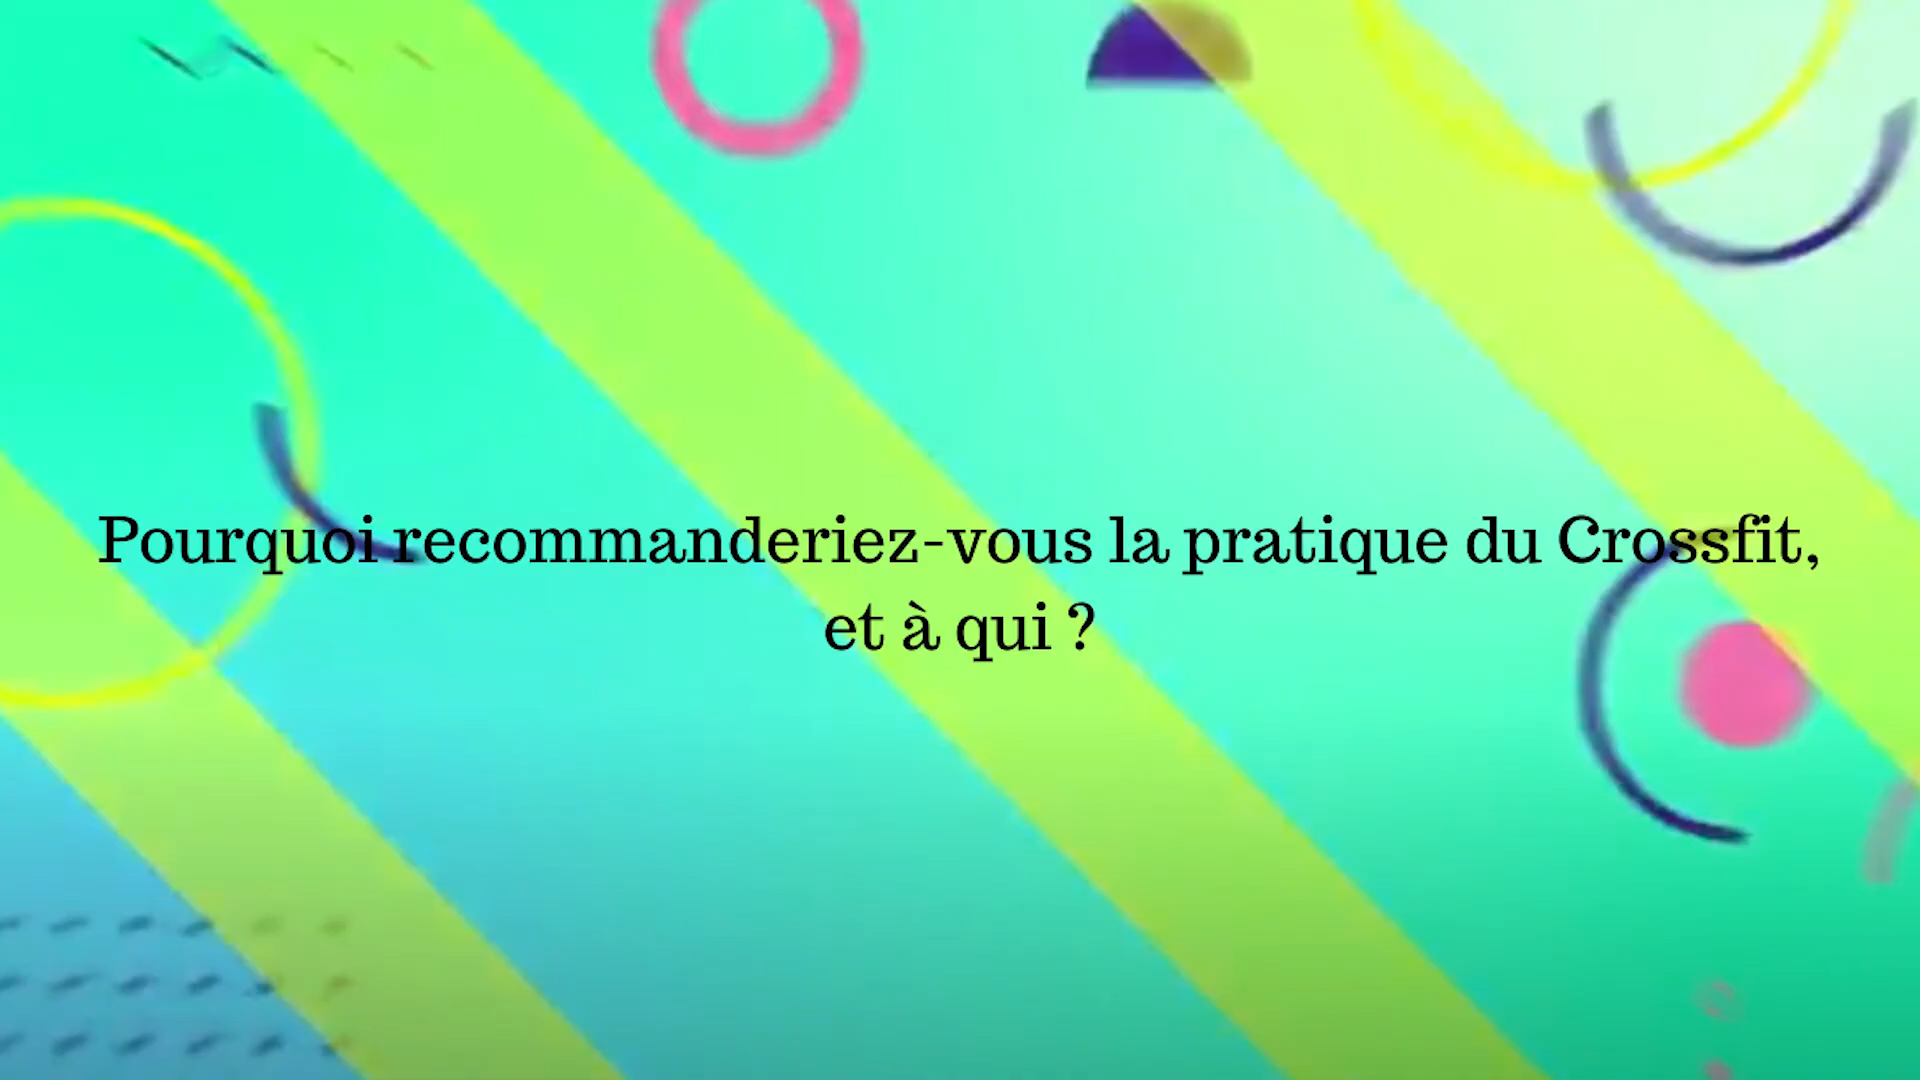 Pourquoi recommanderiez-vous la pratique du Crossfit,
et à qui ?